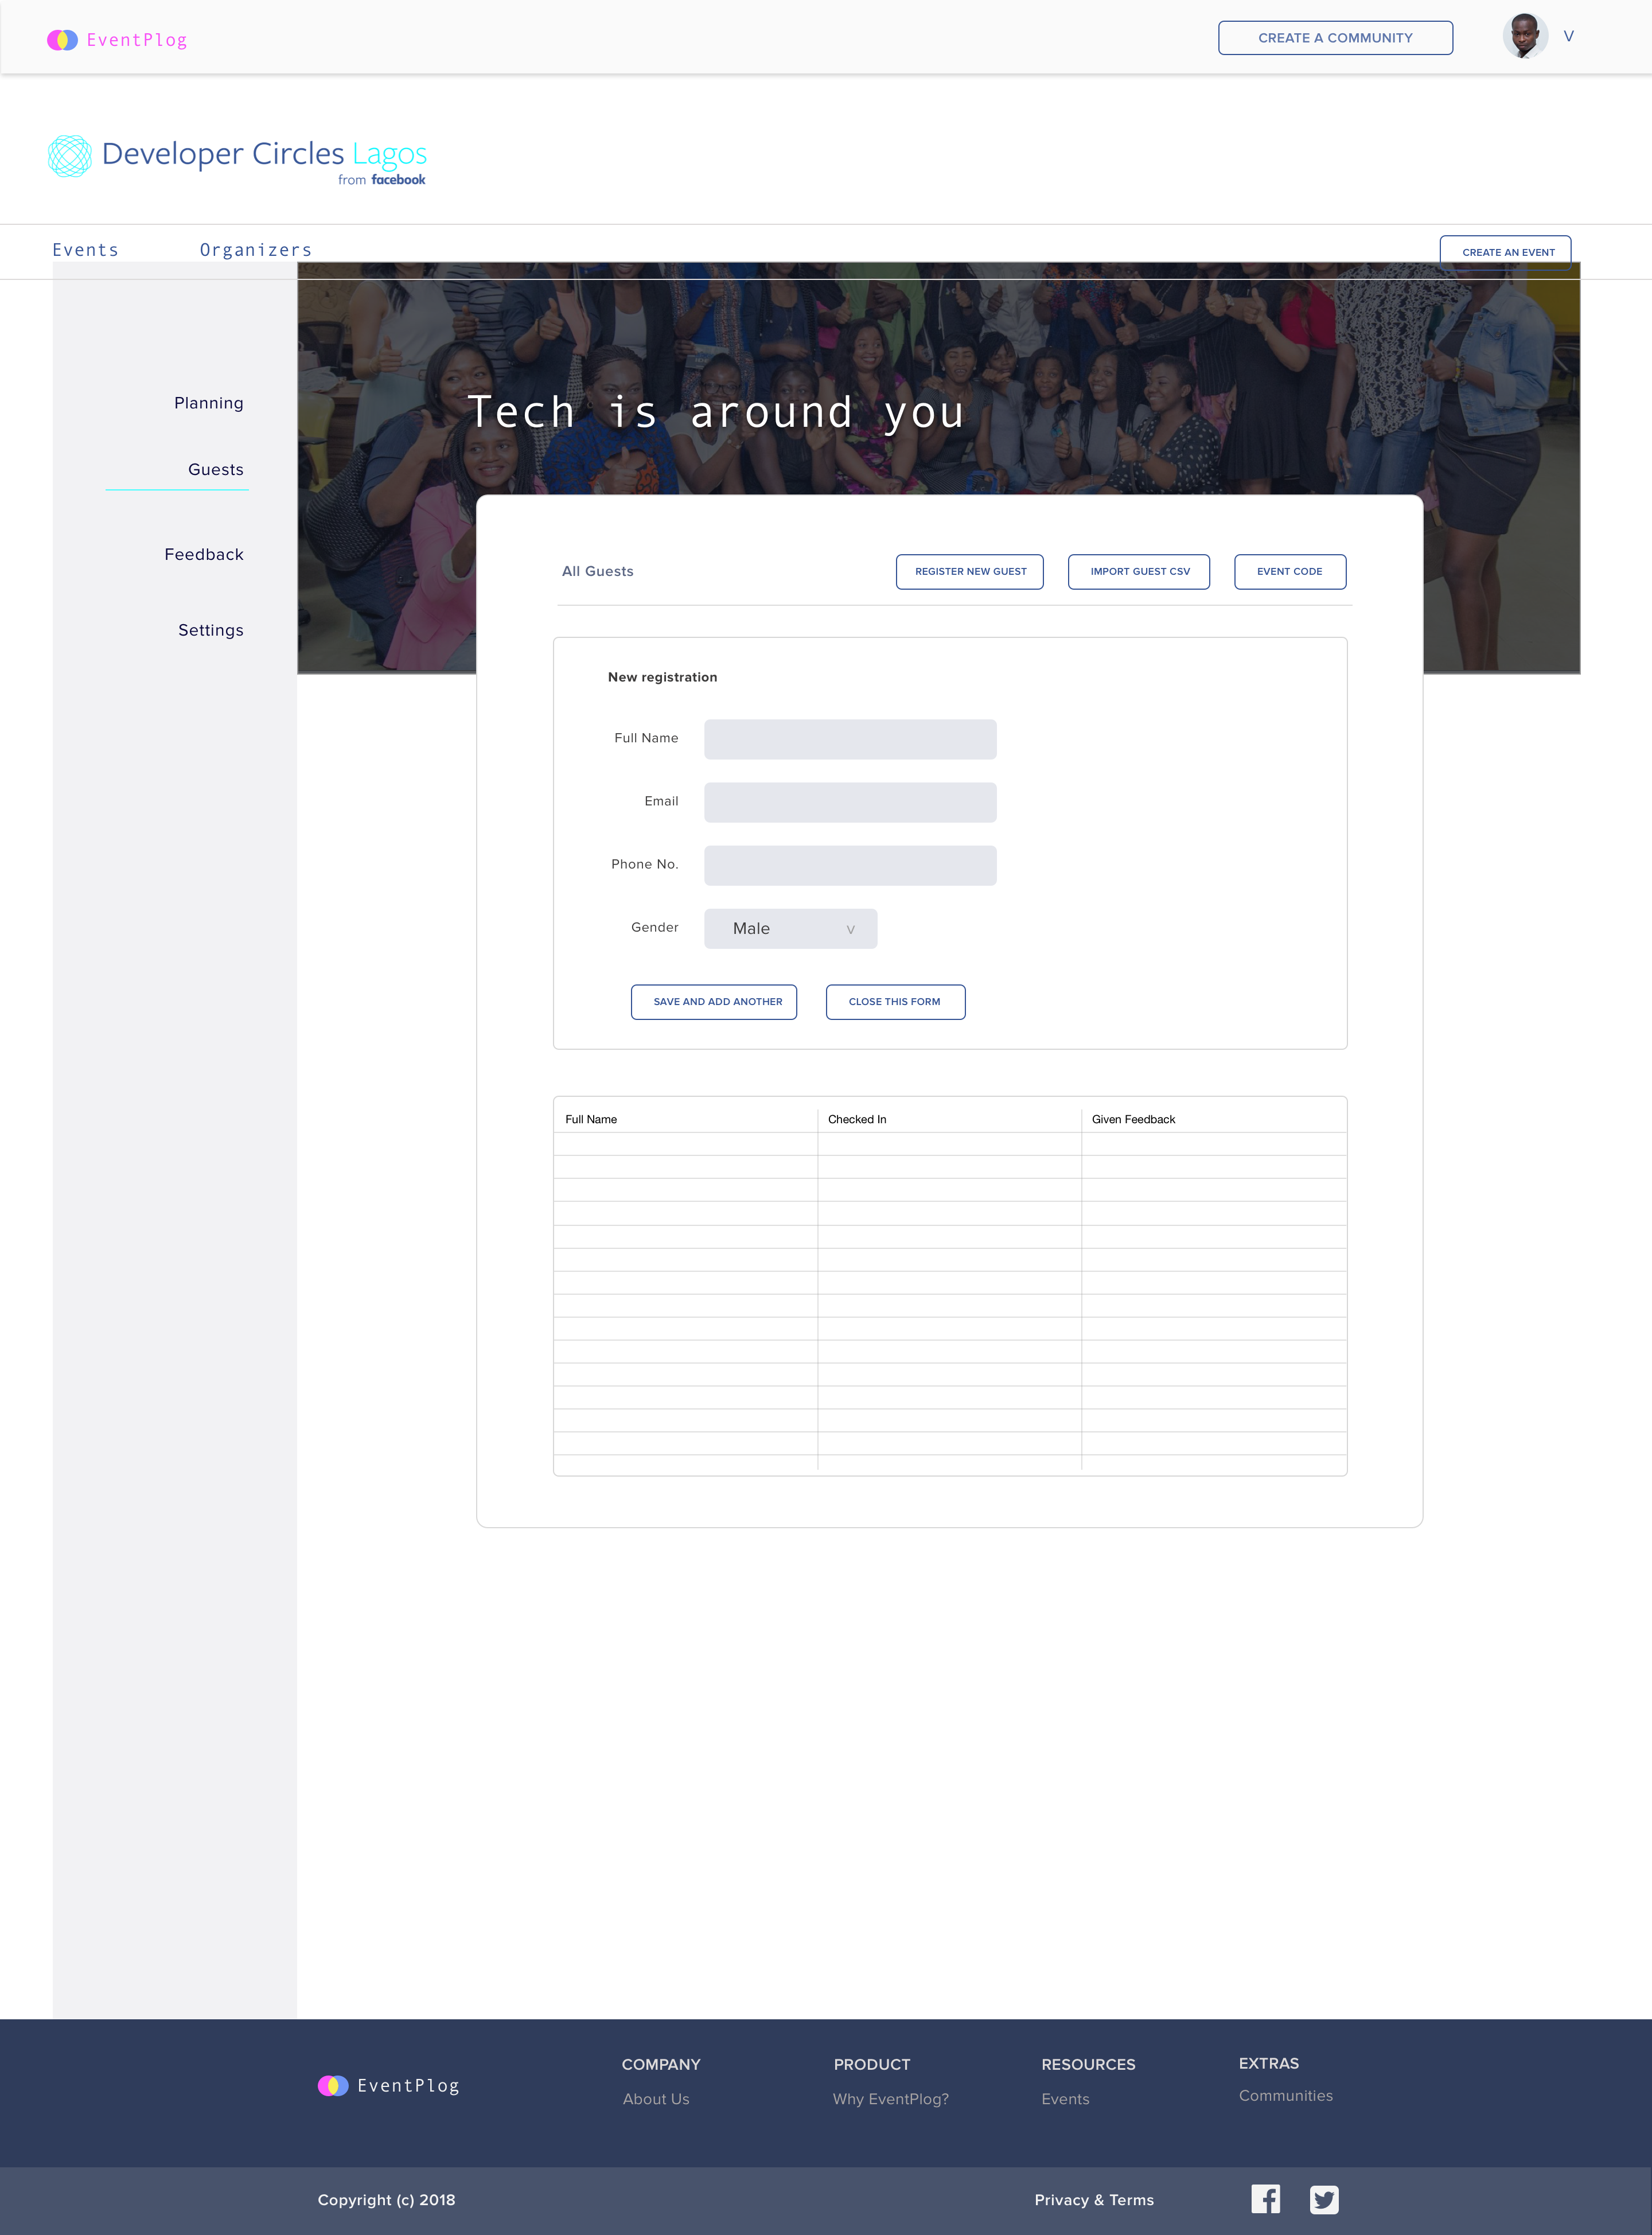 EventPlog
CREATE A COMMUNITY
V
Developer Circles Lagos
from facebook
Events
Organizers
CREATE AN EVENT
Planning
Guests
Feedback
Settings
Tech is around you
All Guests
REGISTER NEW GUEST
IMPORT GUEST CSV
EVENT CODE
New registration
Full Name
Email
Phone No.
Gender
Male
V
SAVE AND ADD ANOTHER
CLOSE THIS FORM
Full Name
Checked In
Given Feedback
EventPlog
COMPANY
About Us
PRODUCT
Why EventPlog?
RESOURCES
Events
EXTRAS
Communities
Copyright (c) 2018
Privacy & Terms